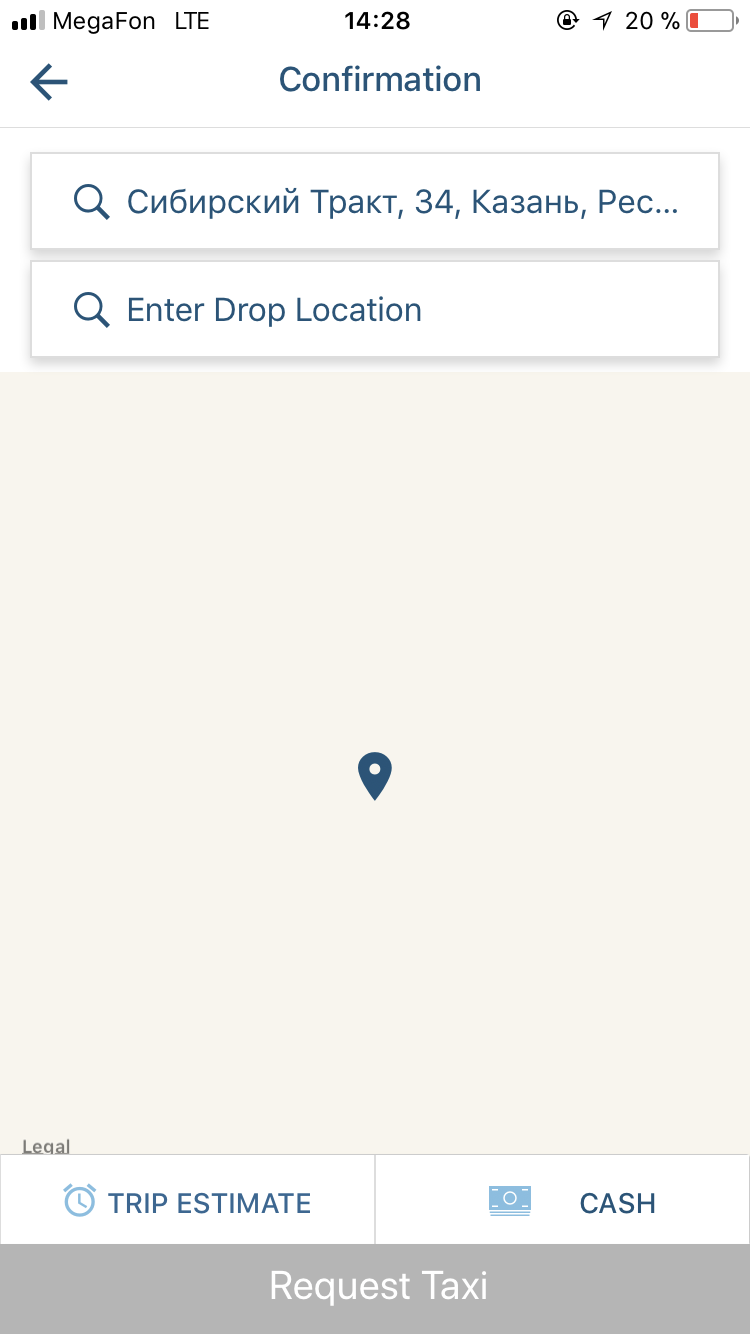 MegaFon LTE 14:28 20 %
Confirmation
Сибирский Тракт, 34, Казань, Рес...
Enter Drop Location
Legal
TRIP ESTIMATE CASH
Request Taxi